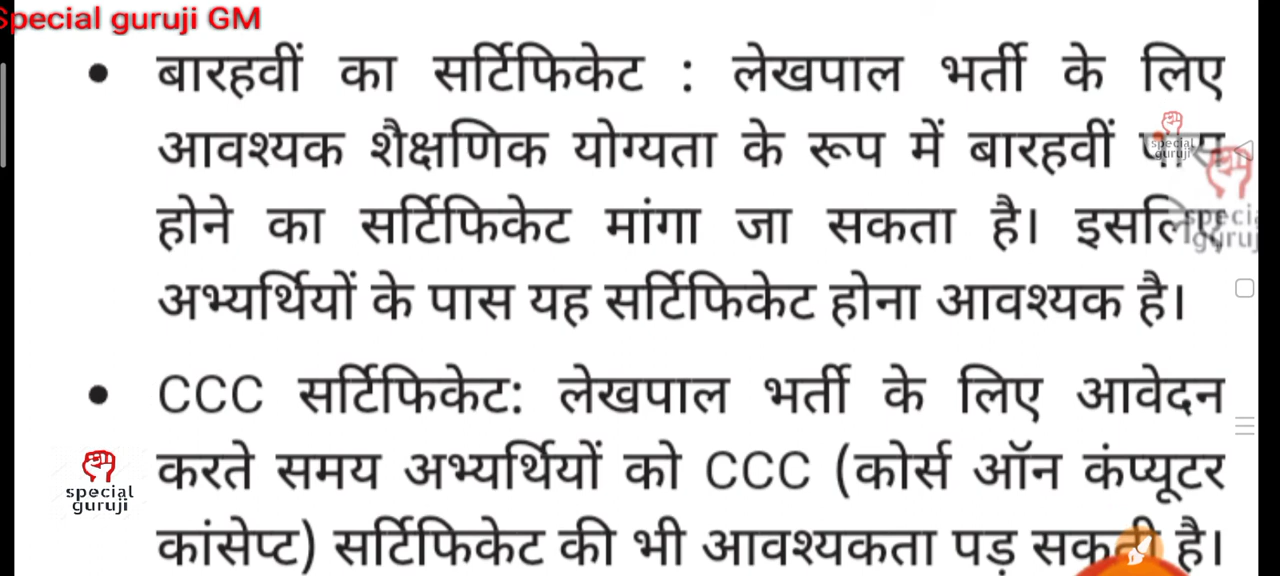 Special guruji GM
• बारहवीं का सर्टिफिकेट : लेखपाल भर्ती के लिए
आवश्यक शैक्षणिक योग्यता के रूप में बारहवीं
होने का सर्टिफिकेट मांगा जा सकता है। इसलिए
अभ्यर्थियों के पास यह सर्टिफिकेट होना आवश्यक है।
• CCC सर्टिफिकेट: लेखपाल भर्ती के लिए आवेदन
करते समय अभ्यर्थियों को CCC (कोर्स ऑन कंप्यूटर
कांसेप्ट) सर्टिफिकेट की भी आवश्यकता पड़ सकती है।
special
guruji
special
guruji